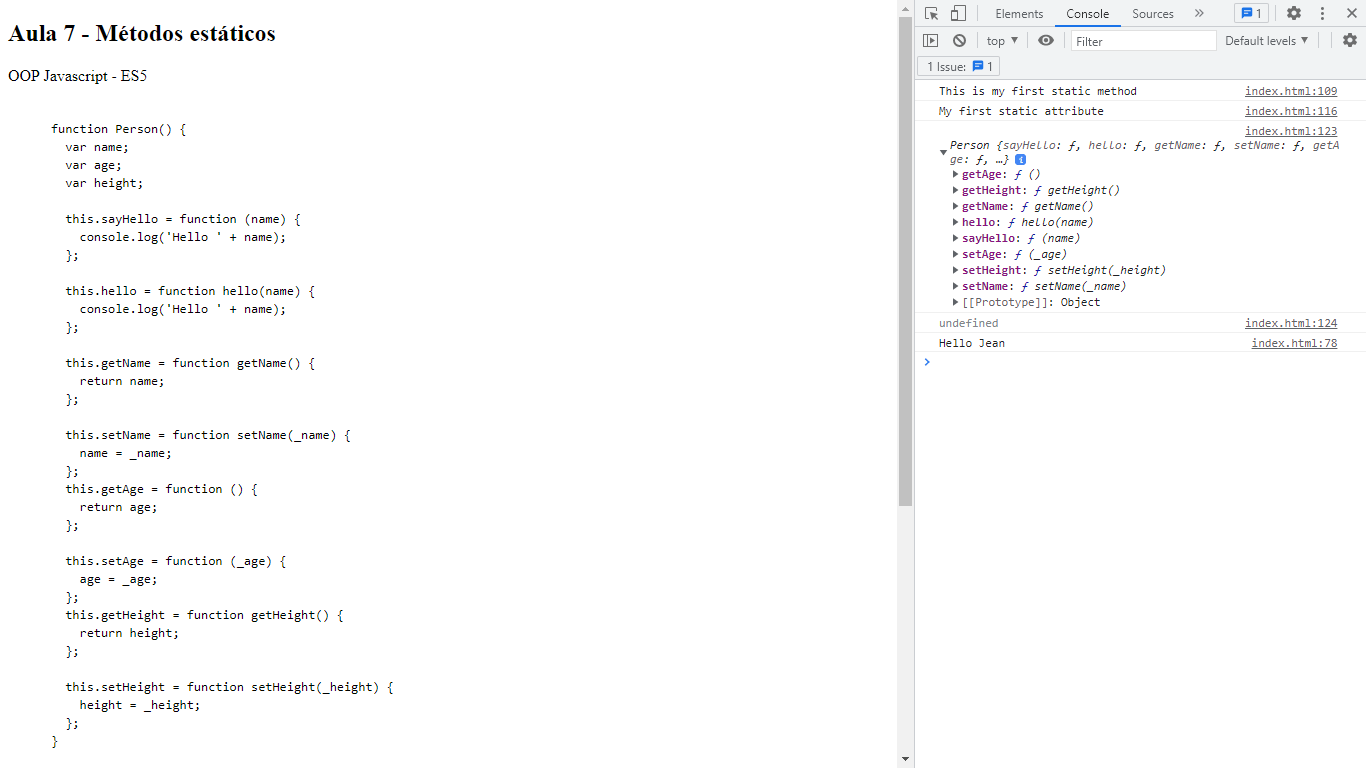 Aula 7 - Métodos estáticos
OOP Javascript - ES5
function Person() {
  var name;
  var age;
  var height;
  this.sayHello = function (name) {
    console.log('Hello ' + name);
  };
  this.hello = function hello(name) {
    console.log('Hello ' + name);
  };
  this.getName = function getName() {
    return name;
  };
  this.setName = function setName(_name) {
    name = _name;
  };
  this.getAge = function () {
    return age;
  };
  this.setAge = function (_age) {
    age = _age;
  };
  this.getHeight = function getHeight() {
    return height;
  };
  this.setHeight = function setHeight(_height) {
    height = _height;
  };
}
Elements Console Sources » 1
top ▼ Filter Default levels ▼
1 Issue: 1
This is my first static method index.html:109
My first static attribute index.html:116
index.html:123
Person {sayHello: ƒ, hello: ƒ, getName: ƒ, setName: ƒ, getA
ge: ƒ, …} i
getAge: ƒ ()
getHeight: ƒ getHeight()
getName: ƒ getName()
hello: ƒ hello(name)
sayHello: ƒ (name)
setAge: ƒ (_age)
setHeight: ƒ setHeight(_height)
setName: ƒ setName(_name)
[[Prototype]]: Object
undefined index.html:124
Hello Jean index.html:78